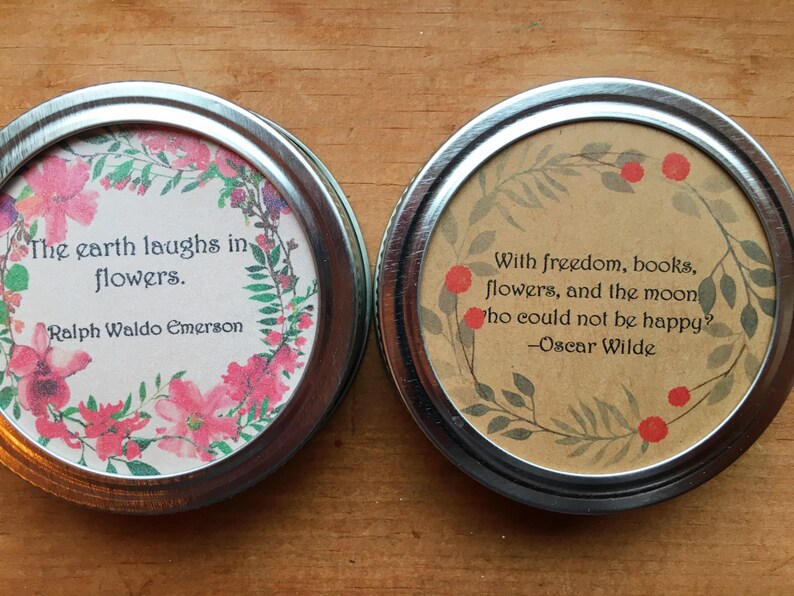 The earth laughs in
flowers.
Ralph Waldo Emerson
With freedom, books,
flowers, and the moon,
who could not be happy?
–Oscar Wilde